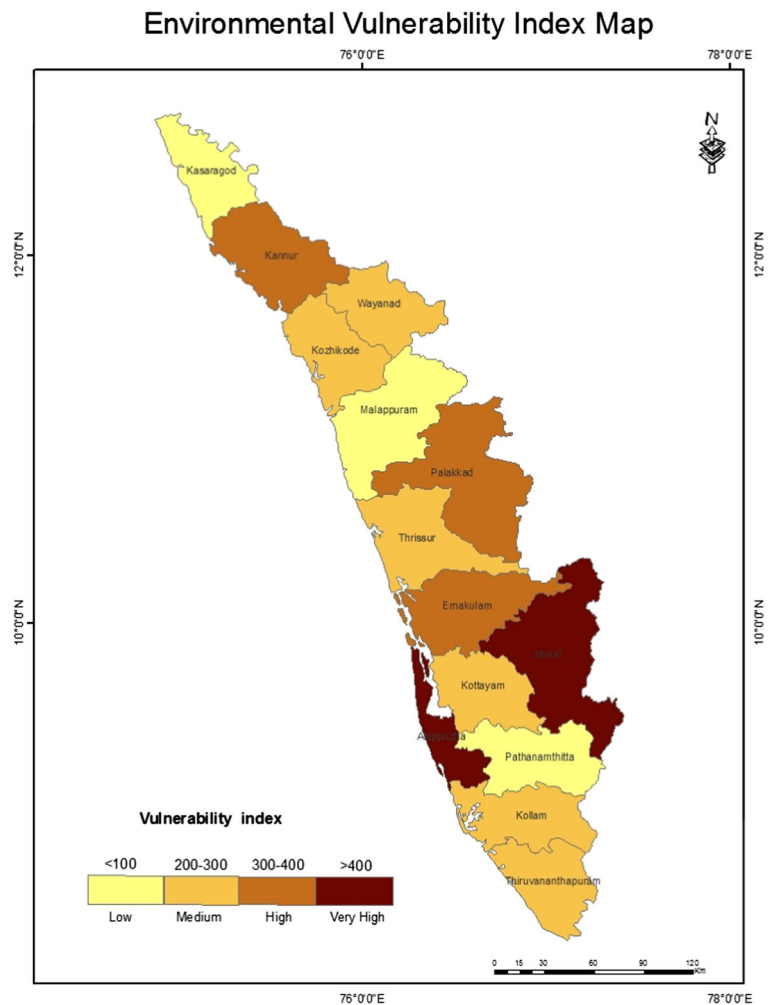 Environmental Vulnerability Index Map
76°0'0"E
78°0'0"E
N
Kasaragod
12°0'0"N
12°0'0"N
Kannur
Wayanad
Kozhikode
Malappuram
Palakkad
Thrissur
Ernakulam
10°0'0"N
10°0'0"N
Idukki
Kottayam
Alappuzha
Pathanamthitta
Kollam
Thiruvananthapuram
Vulnerability index
<100 200-300 300-400 >400
Low Medium High Very High
0 15 30 60 90 120
Km
76°0'0"E
78°0'0"E